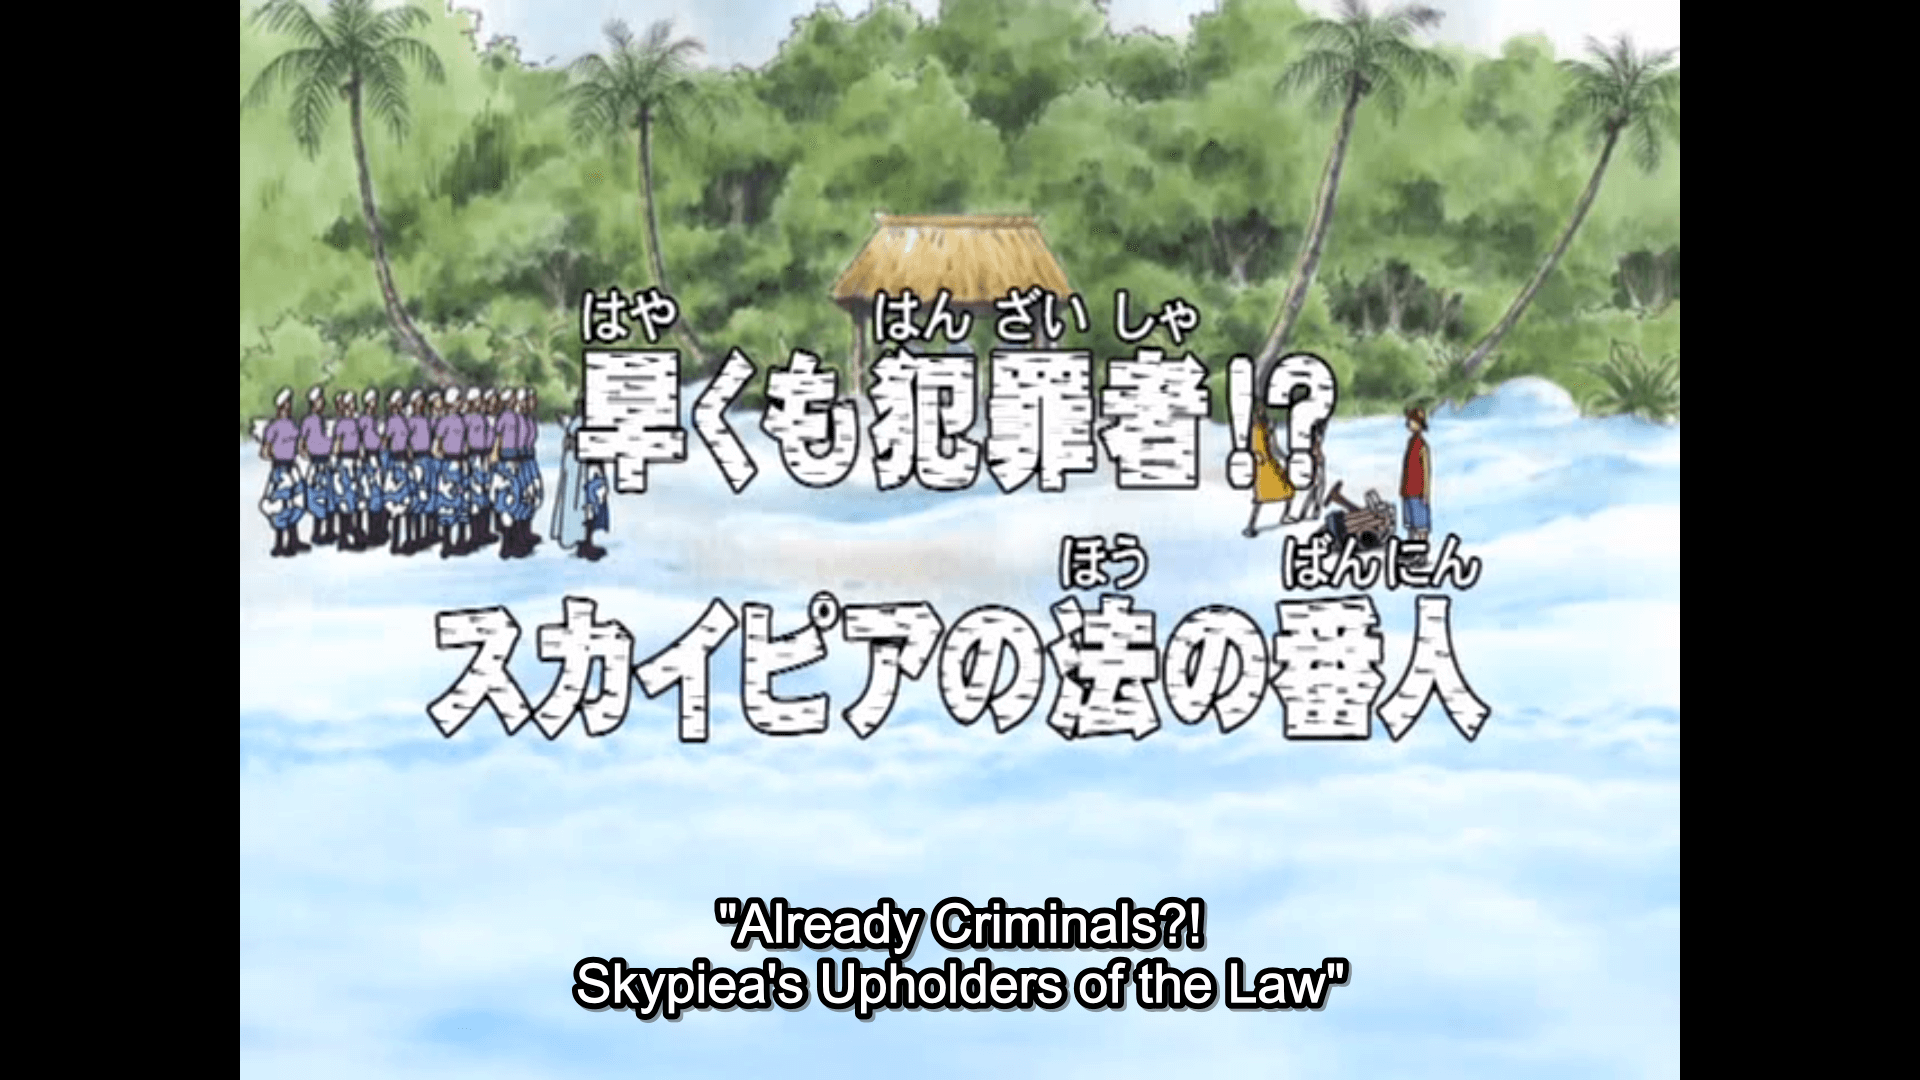 はや はん ざい しゃ
早くも犯罪者!?
ほう ばんにん
スカイピアの法の番人
"Already Criminals?!
Skypiea's Upholders of the Law"